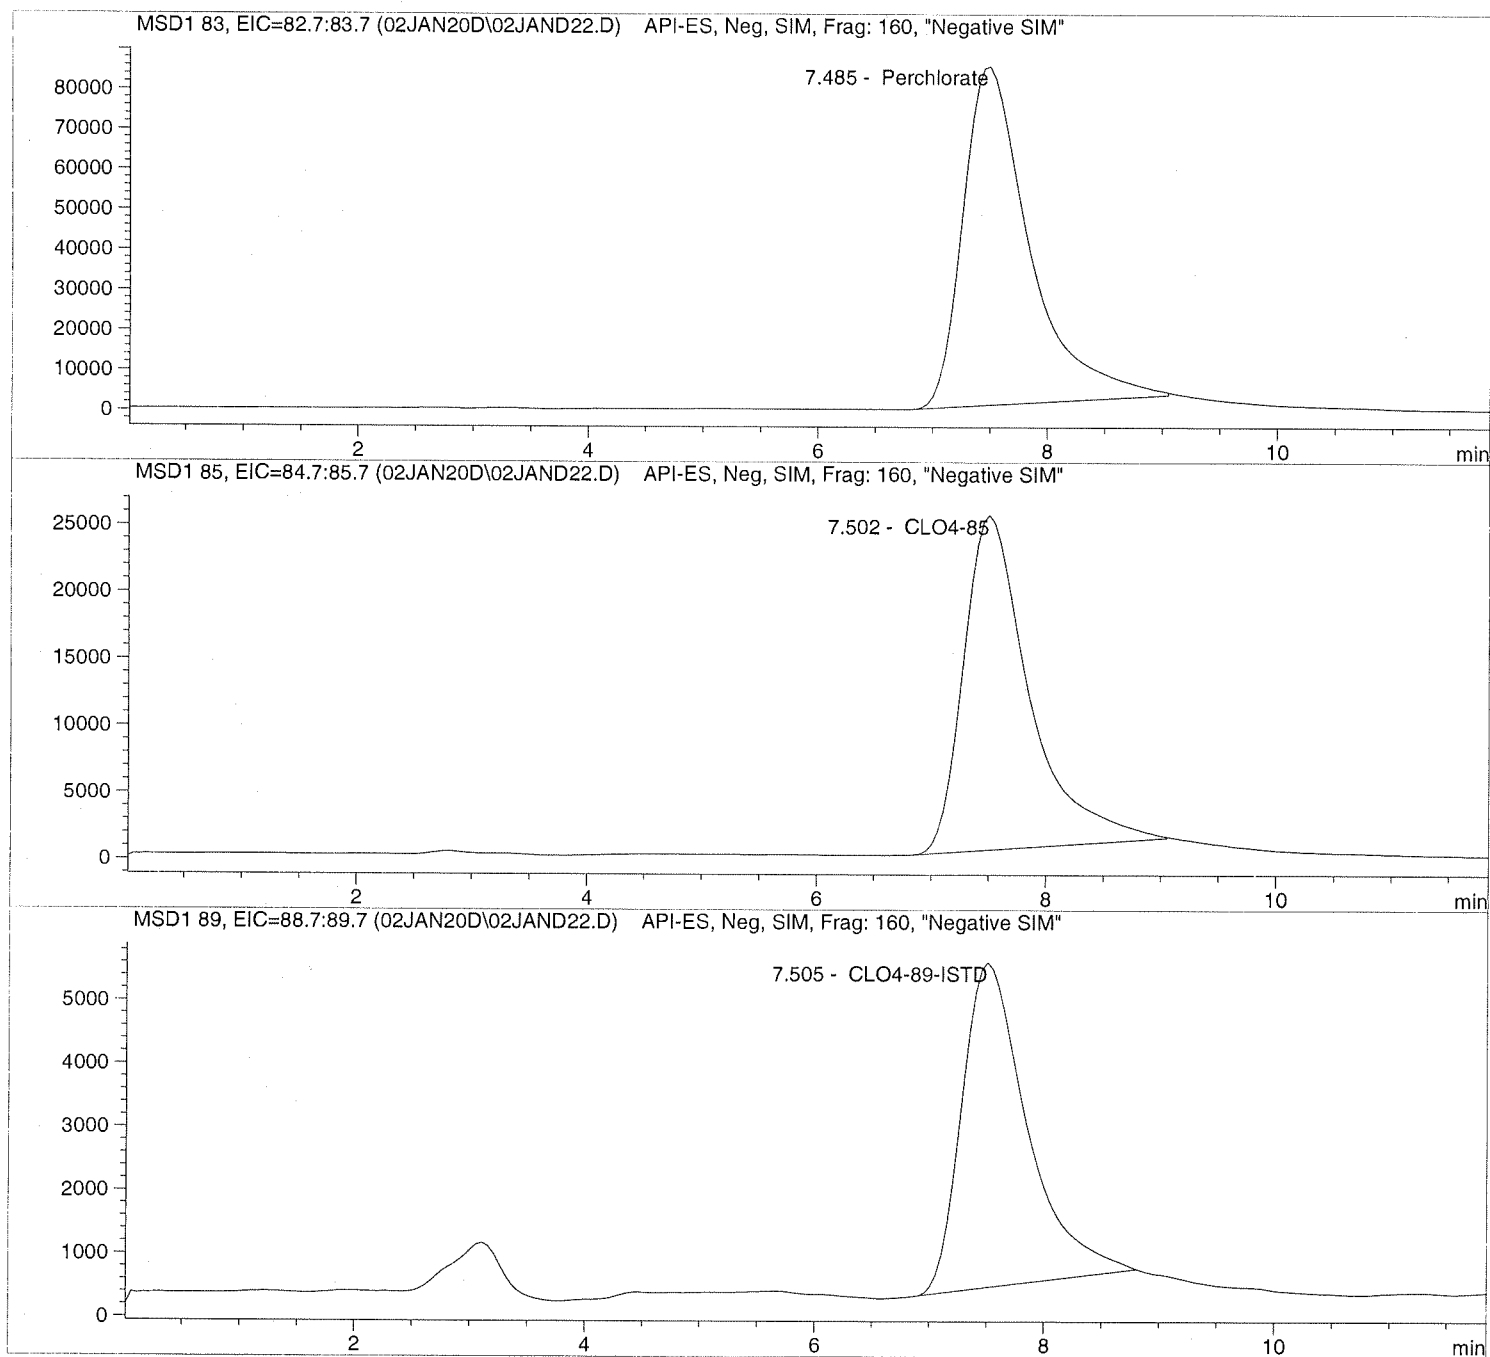 MSD1 83, EIC=82.7:83.7 (02JAN20D\02JAND22.D) API-ES, Neg, SIM, Frag: 160, "Negative SIM"
7.485 - Perchlorate
80000
70000
60000
50000
40000
30000
20000
10000
0
2 4 6 8 10 min
MSD1 85, EIC=84.7:85.7 (02JAN20D\02JAND22.D) API-ES, Neg, SIM, Frag: 160, "Negative SIM"
7.502 - CLO4-85
25000
20000
15000
10000
5000
0
2 4 6 8 10 min
MSD1 89, EIC=88.7:89.7 (02JAN20D\02JAND22.D) API-ES, Neg, SIM, Frag: 160, "Negative SIM"
7.505 - CLO4-89-ISTD
5000
4000
3000
2000
1000
0
2 4 6 8 10 min